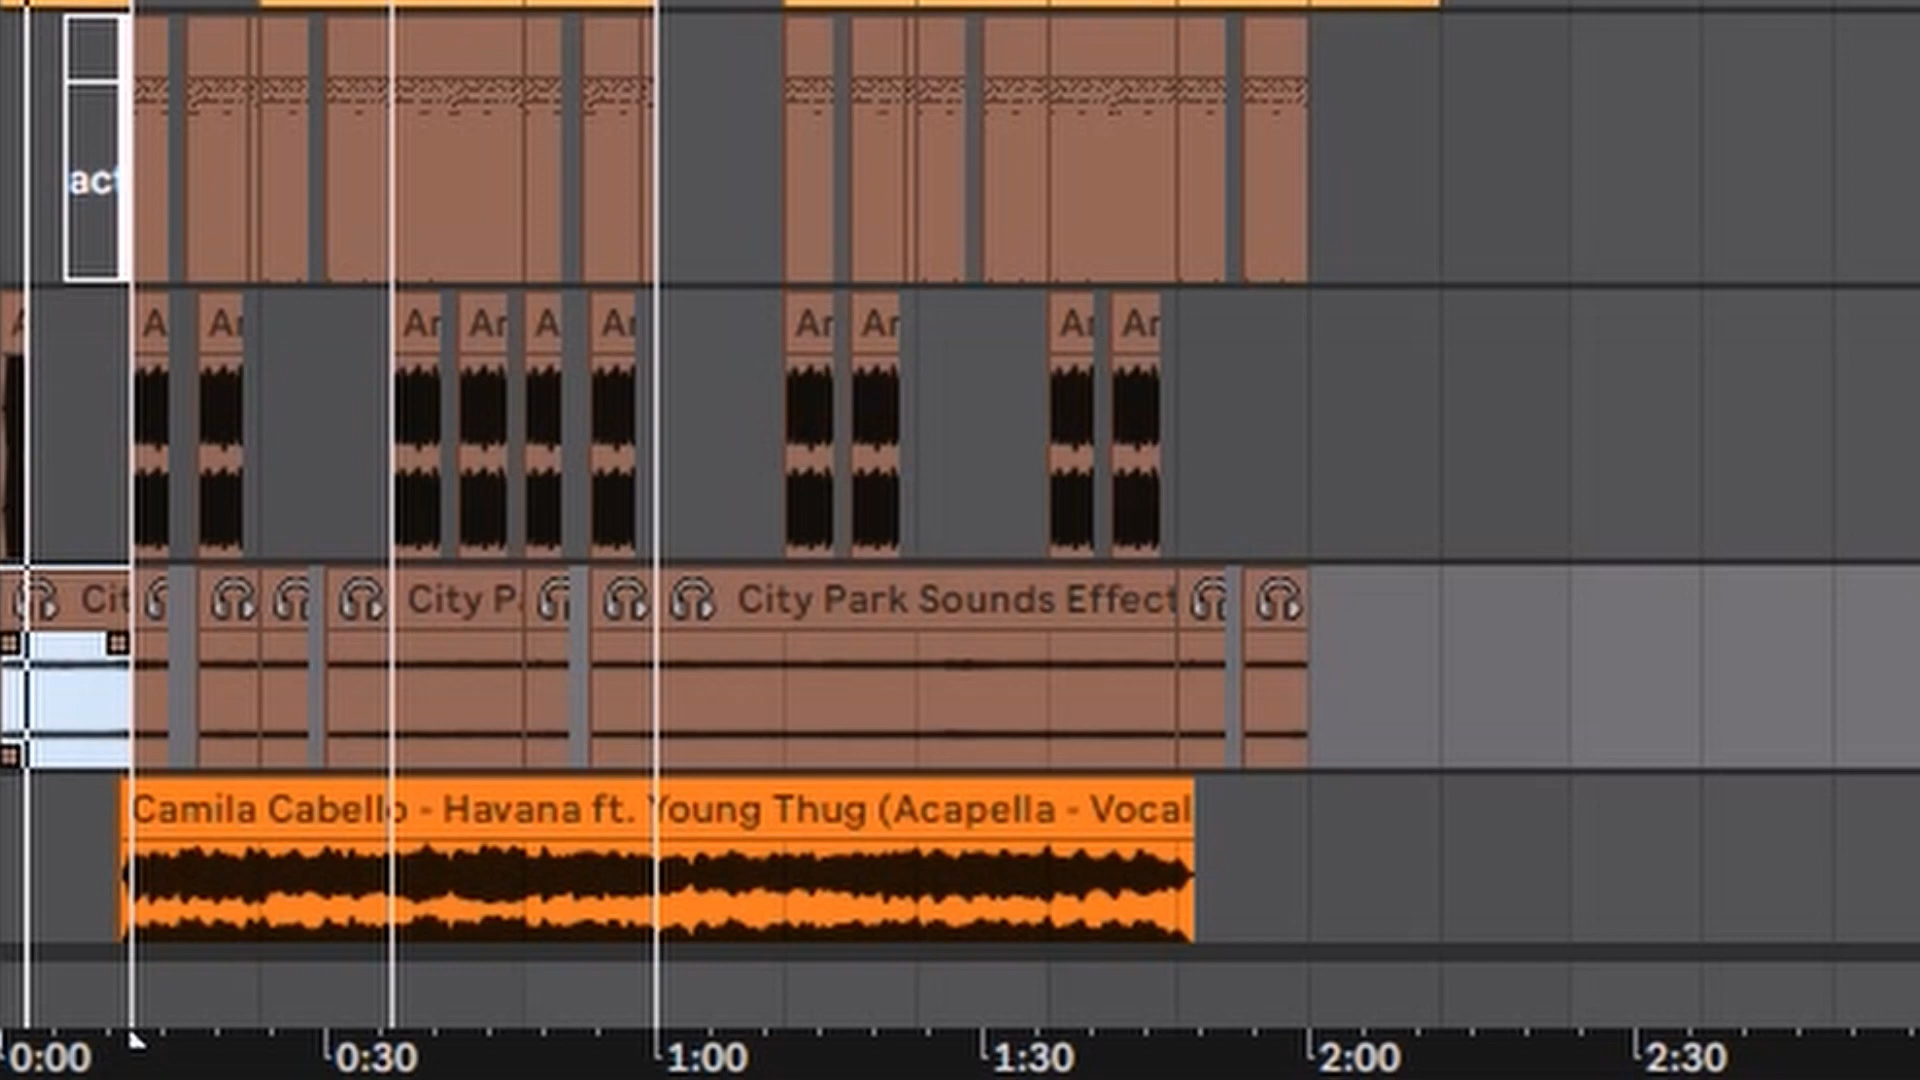 act
A A Ar Ar Ar A Ar Ar Ar Ar Ar
Cit City Pa City Park Sounds Effect
Camila Cabello - Havana ft. Young Thug (Acapella - Vocal
0:00 0:30 1:00 1:30 2:00 2:30